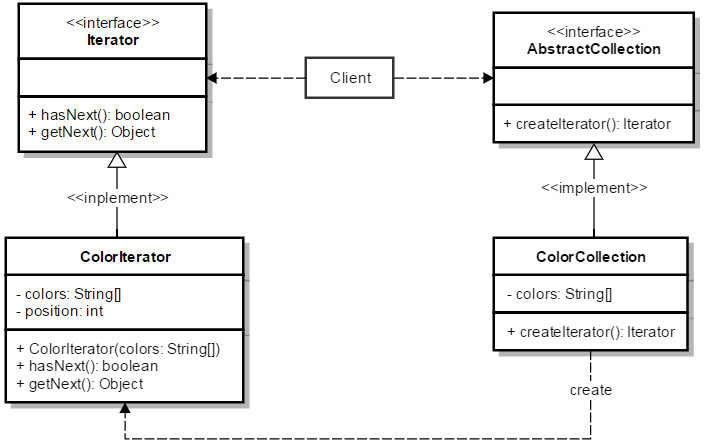 <<interface>>
Iterator
+ hasNext(): boolean
+ getNext(): Object
Client
<<interface>>
AbstractCollection
+ createIterator(): Iterator
<<inplement>>
<<implement>>
ColorIterator
- colors: String[]
- position: int
+ ColorIterator(colors: String[])
+ hasNext(): boolean
+ getNext(): Object
ColorCollection
- colors: String[]
+ createIterator(): Iterator
create